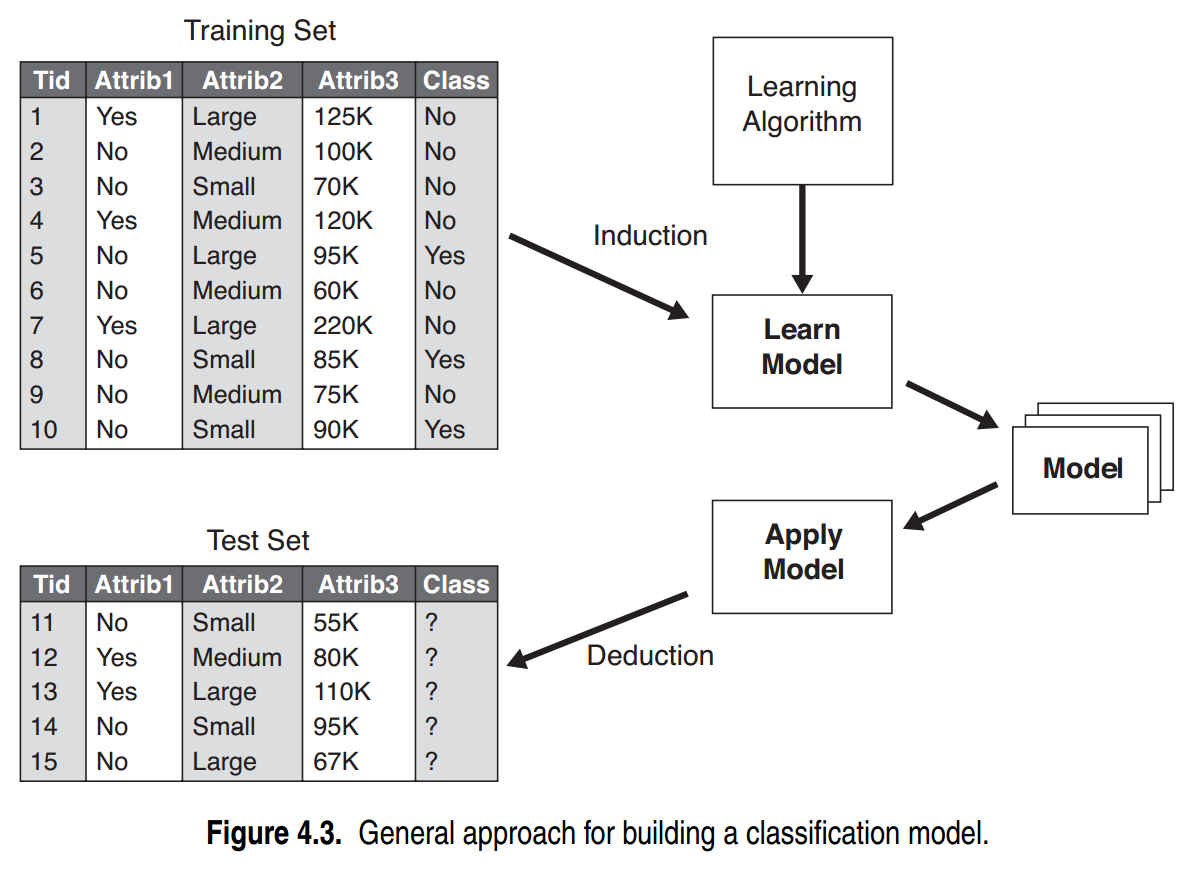 Training Set
Tid Attrib1 Attrib2 Attrib3 Class
1 Yes Large 125K No
2 No Medium 100K No
3 No Small 70K No
4 Yes Medium 120K No
5 No Large 95K Yes
6 No Medium 60K No
7 Yes Large 220K No
8 No Small 85K Yes
9 No Medium 75K No
10 No Small 90K Yes
Learning
Algorithm
Induction
Learn
Model
Model
Apply
Model
Deduction
Test Set
Tid Attrib1 Attrib2 Attrib3 Class
11 No Small 55K ?
12 Yes Medium 80K ?
13 Yes Large 110K ?
14 No Small 95K ?
15 No Large 67K ?
Figure 4.3. General approach for building a classification model.